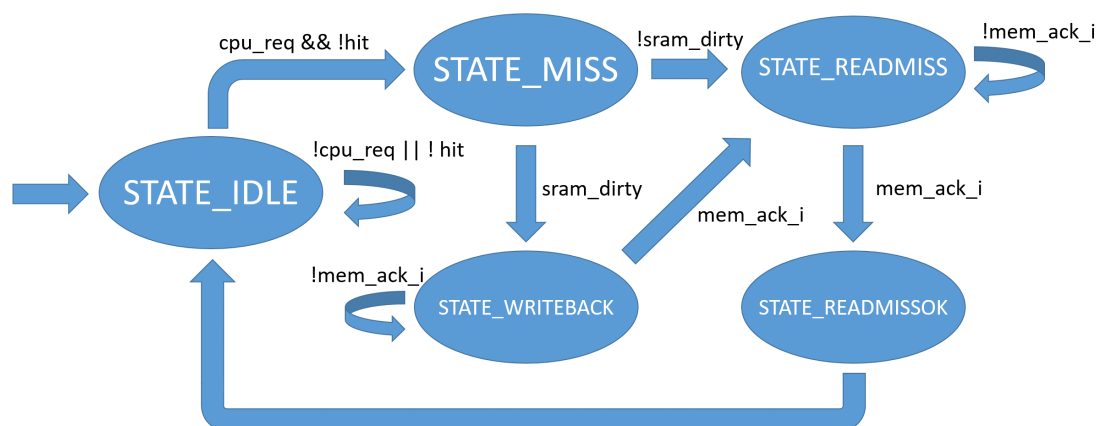 cpu_req && !hit
STATE_MISS
!sram_dirty
STATE_READMISS
!mem_ack_i
STATE_IDLE
!cpu_req || ! hit
sram_dirty
mem_ack_i
mem_ack_i
!mem_ack_i
STATE_WRITEBACK
STATE_READMISSOK